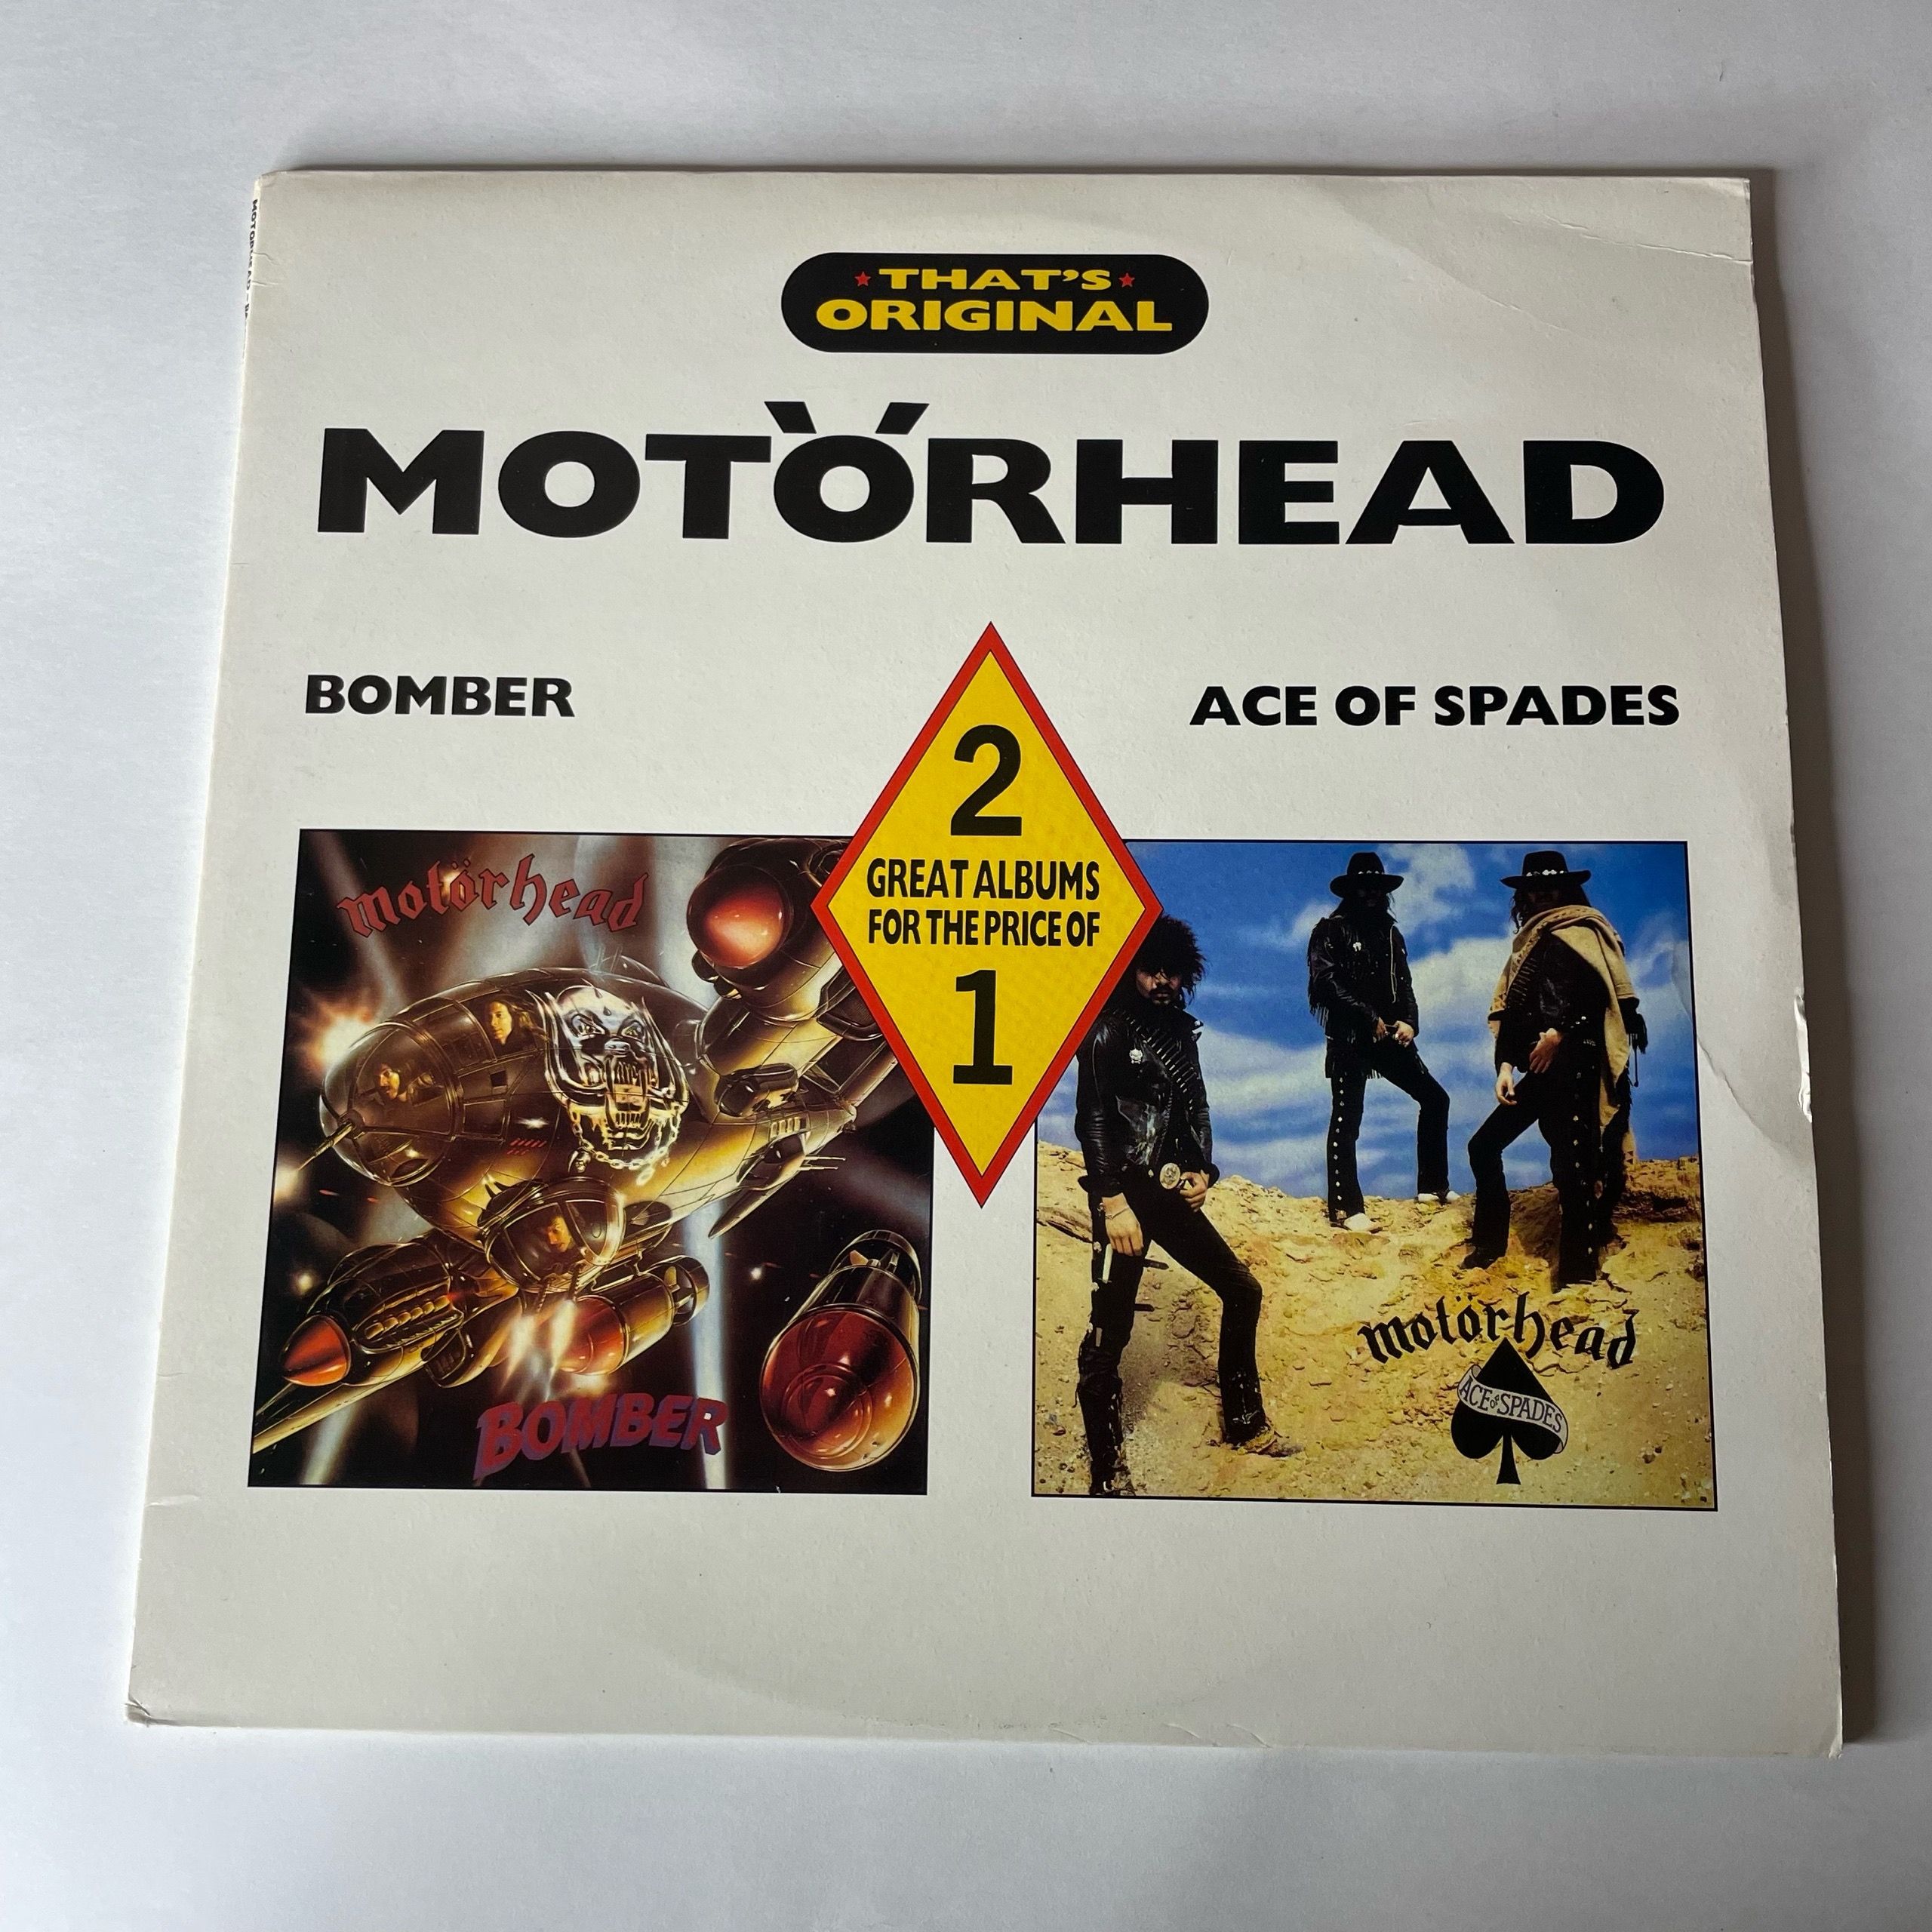 THAT'S
ORIGINAL
MOTÖRHEAD
BOMBER
ACE OF SPADES
2
GREAT ALBUMS
FOR THE PRICE OF
1
motörhead
BOMBER
motörhead
ACE OF SPADES
MOTORHEAD